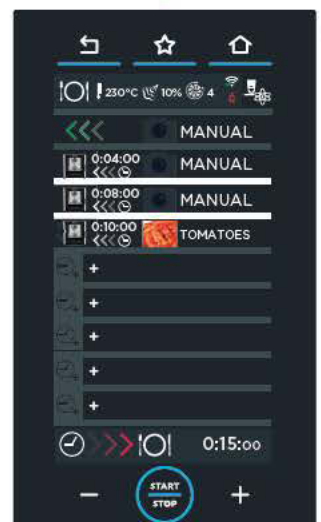 230°C 10% 4 0
MANUAL
0:04:00 MANUAL
0:08:00 MANUAL
0:10:00 TOMATOES
+
+
+
+
+
0:15:00
− START STOP +